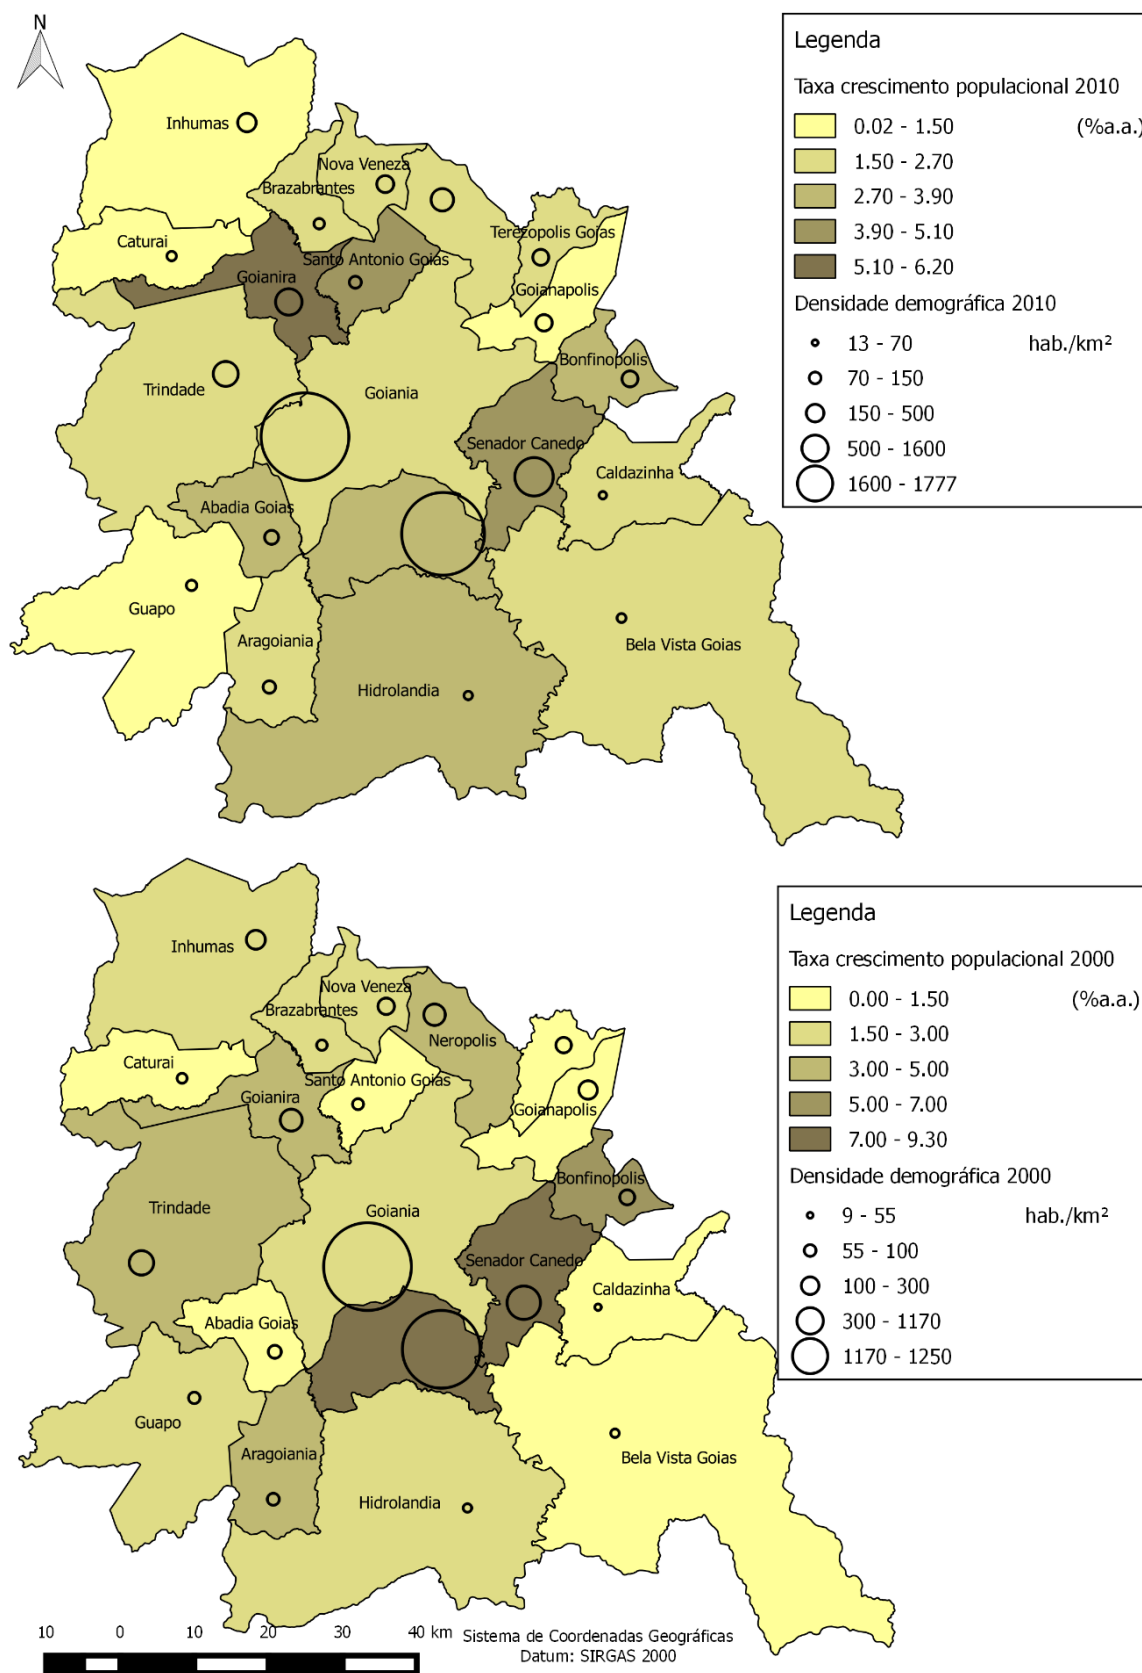 N
Inhumas
Nova Veneza
Brazabrantes
Caturai
Terezopolis Goias
Santo Antonio Goias
Goianira
Goianapolis
Bonfinopolis
Trindade
Goiania
Senador Canedo
Caldazinha
Abadia Goias
Guapo
Aragoiania
Bela Vista Goias
Hidrolandia
Legenda
Taxa crescimento populacional 2010
0.02 - 1.50 (%a.a.)
1.50 - 2.70
2.70 - 3.90
3.90 - 5.10
5.10 - 6.20
Densidade demográfica 2010
13 - 70 hab./km²
70 - 150
150 - 500
500 - 1600
1600 - 1777
Inhumas
Nova Veneza
Brazabrantes
Neropolis
Caturai
Santo Antonio Goias
Goianira
Goianapolis
Bonfinopolis
Trindade
Goiania
Senador Canedo
Caldazinha
Abadia Goias
Guapo
Aragoiania
Bela Vista Goias
Hidrolandia
Legenda
Taxa crescimento populacional 2000
0.00 - 1.50 (%a.a.)
1.50 - 3.00
3.00 - 5.00
5.00 - 7.00
7.00 - 9.30
Densidade demográfica 2000
9 - 55 hab./km²
55 - 100
100 - 300
300 - 1170
1170 - 1250
10 0 10 20 30 40 km
Sistema de Coordenadas Geográficas
Datum: SIRGAS 2000